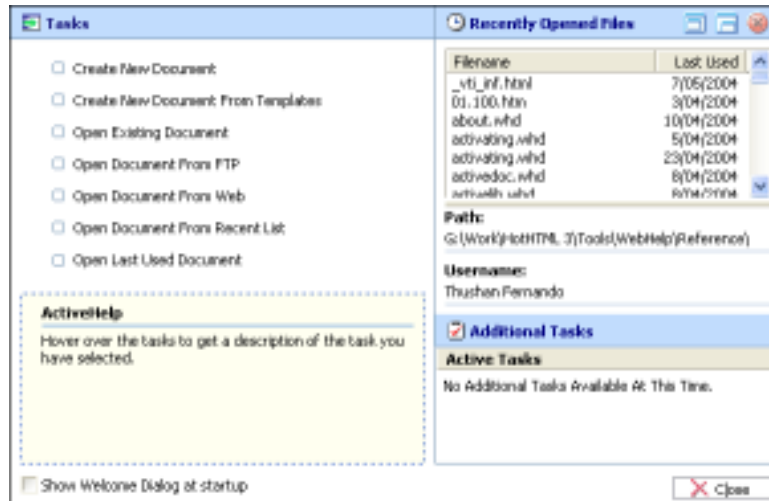 Tasks
Create New Document
Create New Document From Templates
Open Existing Document
Open Document From FTP
Open Document From Web
Open Document From Recent List
Open Last Used Document
ActiveHelp
Hover over the tasks to get a description of the task you
have selected.
Show Welcome Dialog at startup
Recently Opened Files
Filename Last Used
_vti_inf.html 7/05/2004
01.100.htm 3/04/2004
about.whd 10/04/2004
activating.whd 5/04/2004
activating.whd 23/04/2004
activedoc.whd 8/04/2004
8/04/2004
Path:
G:\Work\HotHTML 3\Tools\WebHelp\Reference\
Username:
Thushan Fernando
Additional Tasks
Active Tasks
No Additional Tasks Available At This Time.
Close